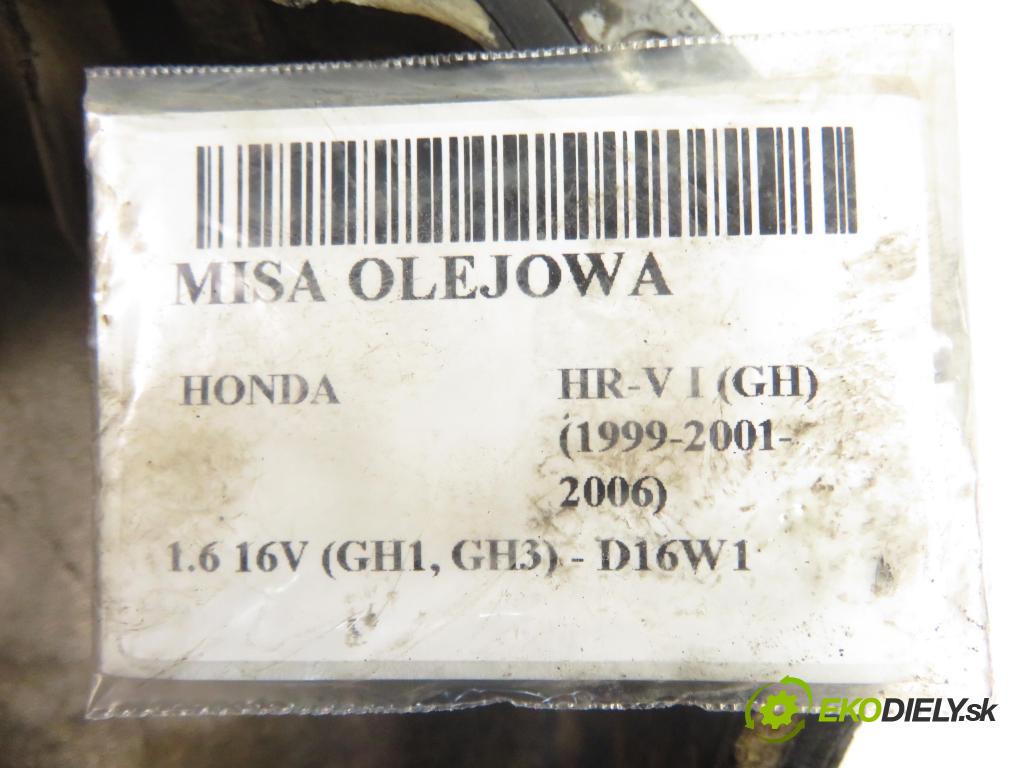 MISA OLEJOWA
HONDA
HR-V I (GH)
(1999-2001-
2006)
1.6 16V (GH1, GH3) - D16W1
EKODIELY.sk